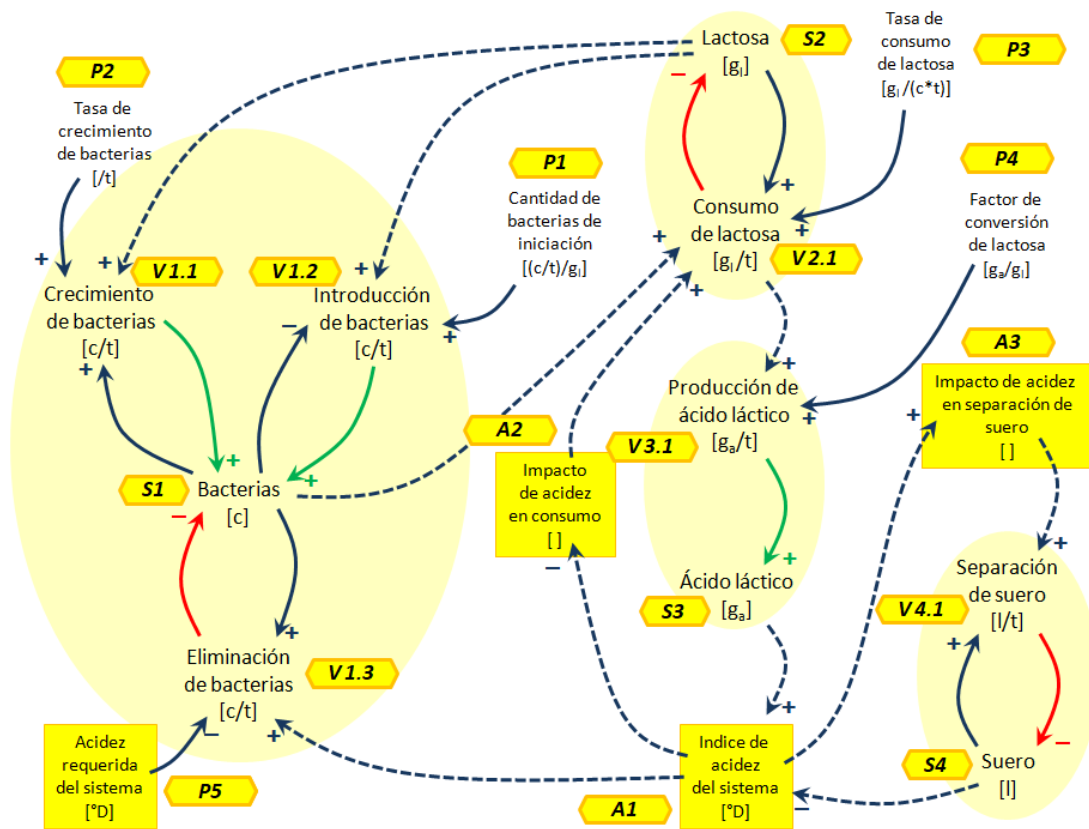 P2
Tasa de
crecimiento
de bacterias
[/t]
+
+
V 1.1
Crecimiento
de bacterias
[c/t]
+
P1
Cantidad de
bacterias de
iniciación
[(c/t)/gl]
V 1.2
+
Introducción
de bacterias
[c/t]
–
+
+
+
S1
Bacterias
[c]
–
+
Eliminación
de bacterias
[c/t]
V 1.3
–
+
Acidez
requerida
del sistema
[°D]
P5
Lactosa
[gl]
S2
–
+
Tasa de
consumo
de lactosa
[gl/(c*t)]
P3
Consumo
de lactosa
[gl/t]
+
+
+
V 2.1
P4
Factor de
conversión
de lactosa
[ga/gl]
+
Producción de
ácido láctico
[ga/t]
+
V 3.1
A2
Impacto
de acidez
en consumo
[ ]
–
+
Ácido láctico
[ga]
S3
+
Indice de
acidez
del sistema
[°D]
–
A1
A3
Impacto de acidez
en separación de
suero
[ ]
+
+
Separación
de suero
[l/t]
V 4.1
+
–
S4
Suero
[l]